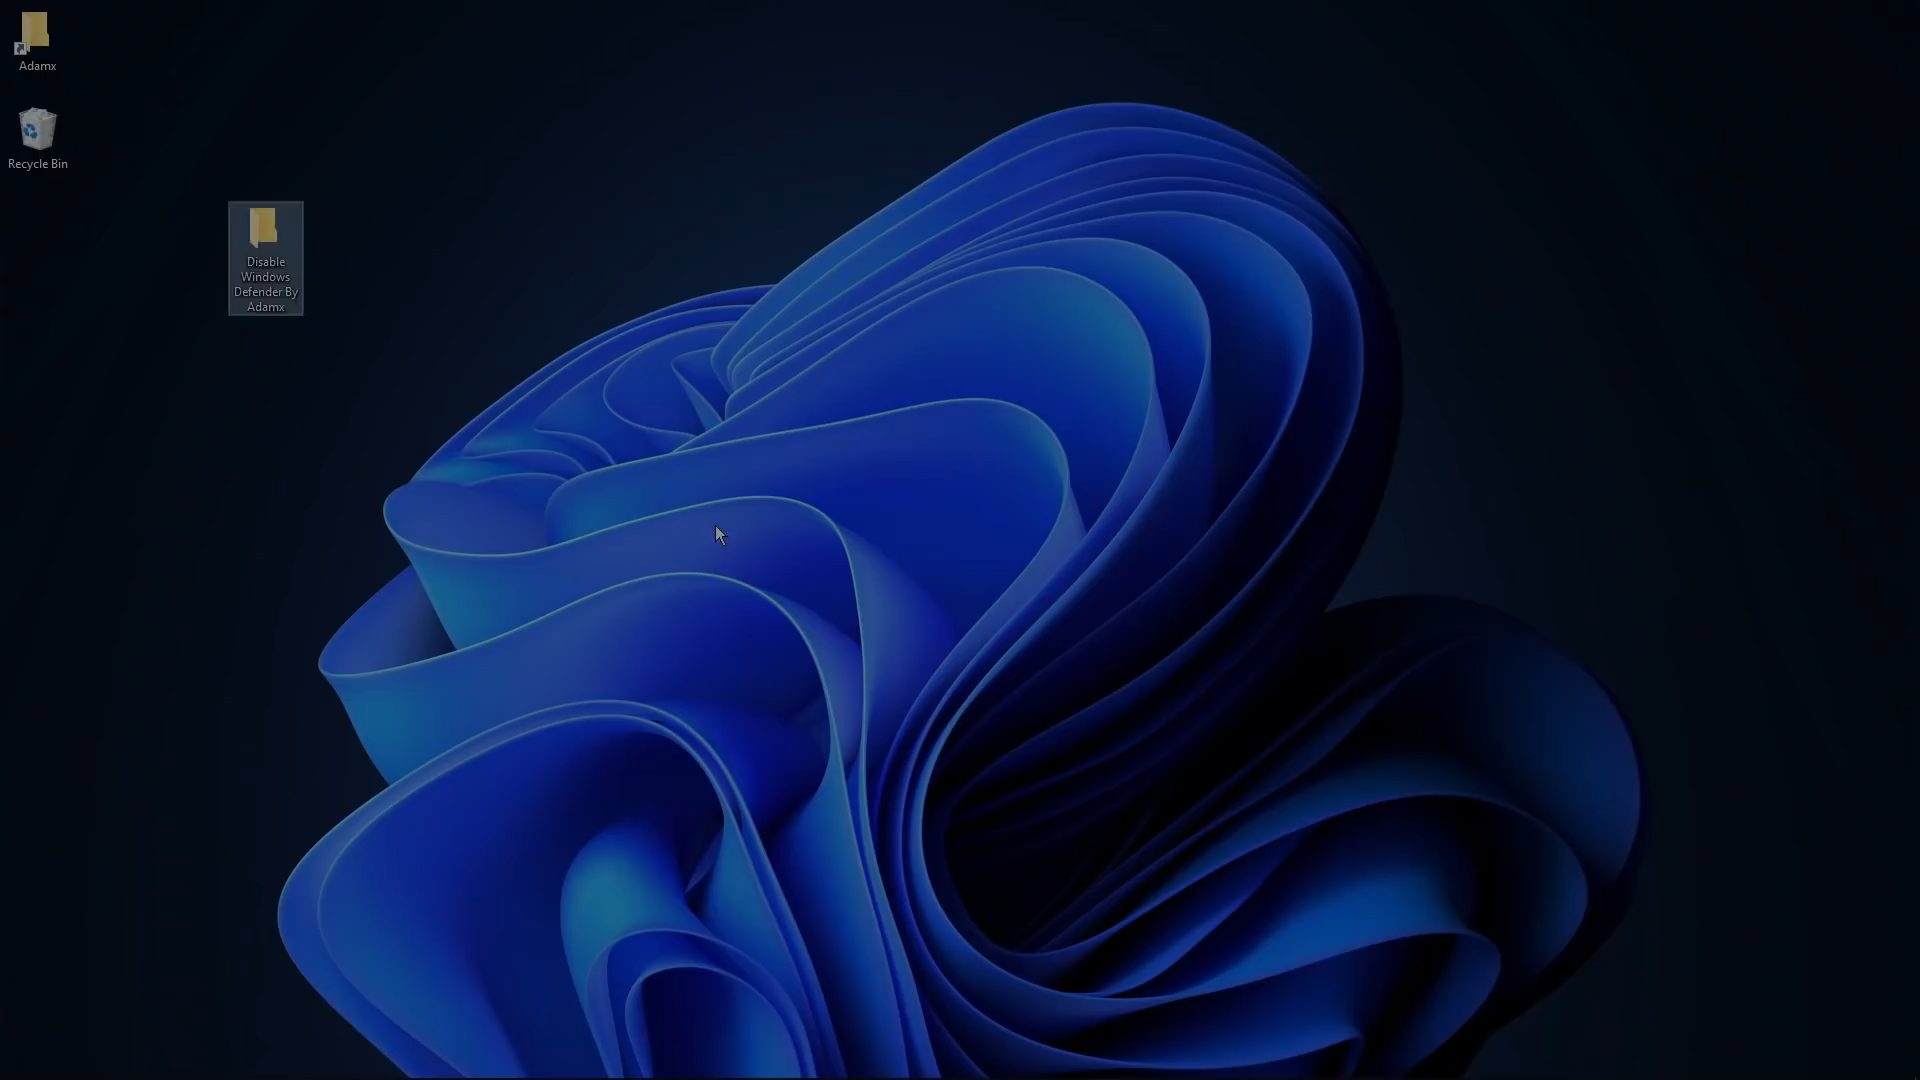 Adamx
Recycle Bin
Disable
Windows
Defender By
Adamx